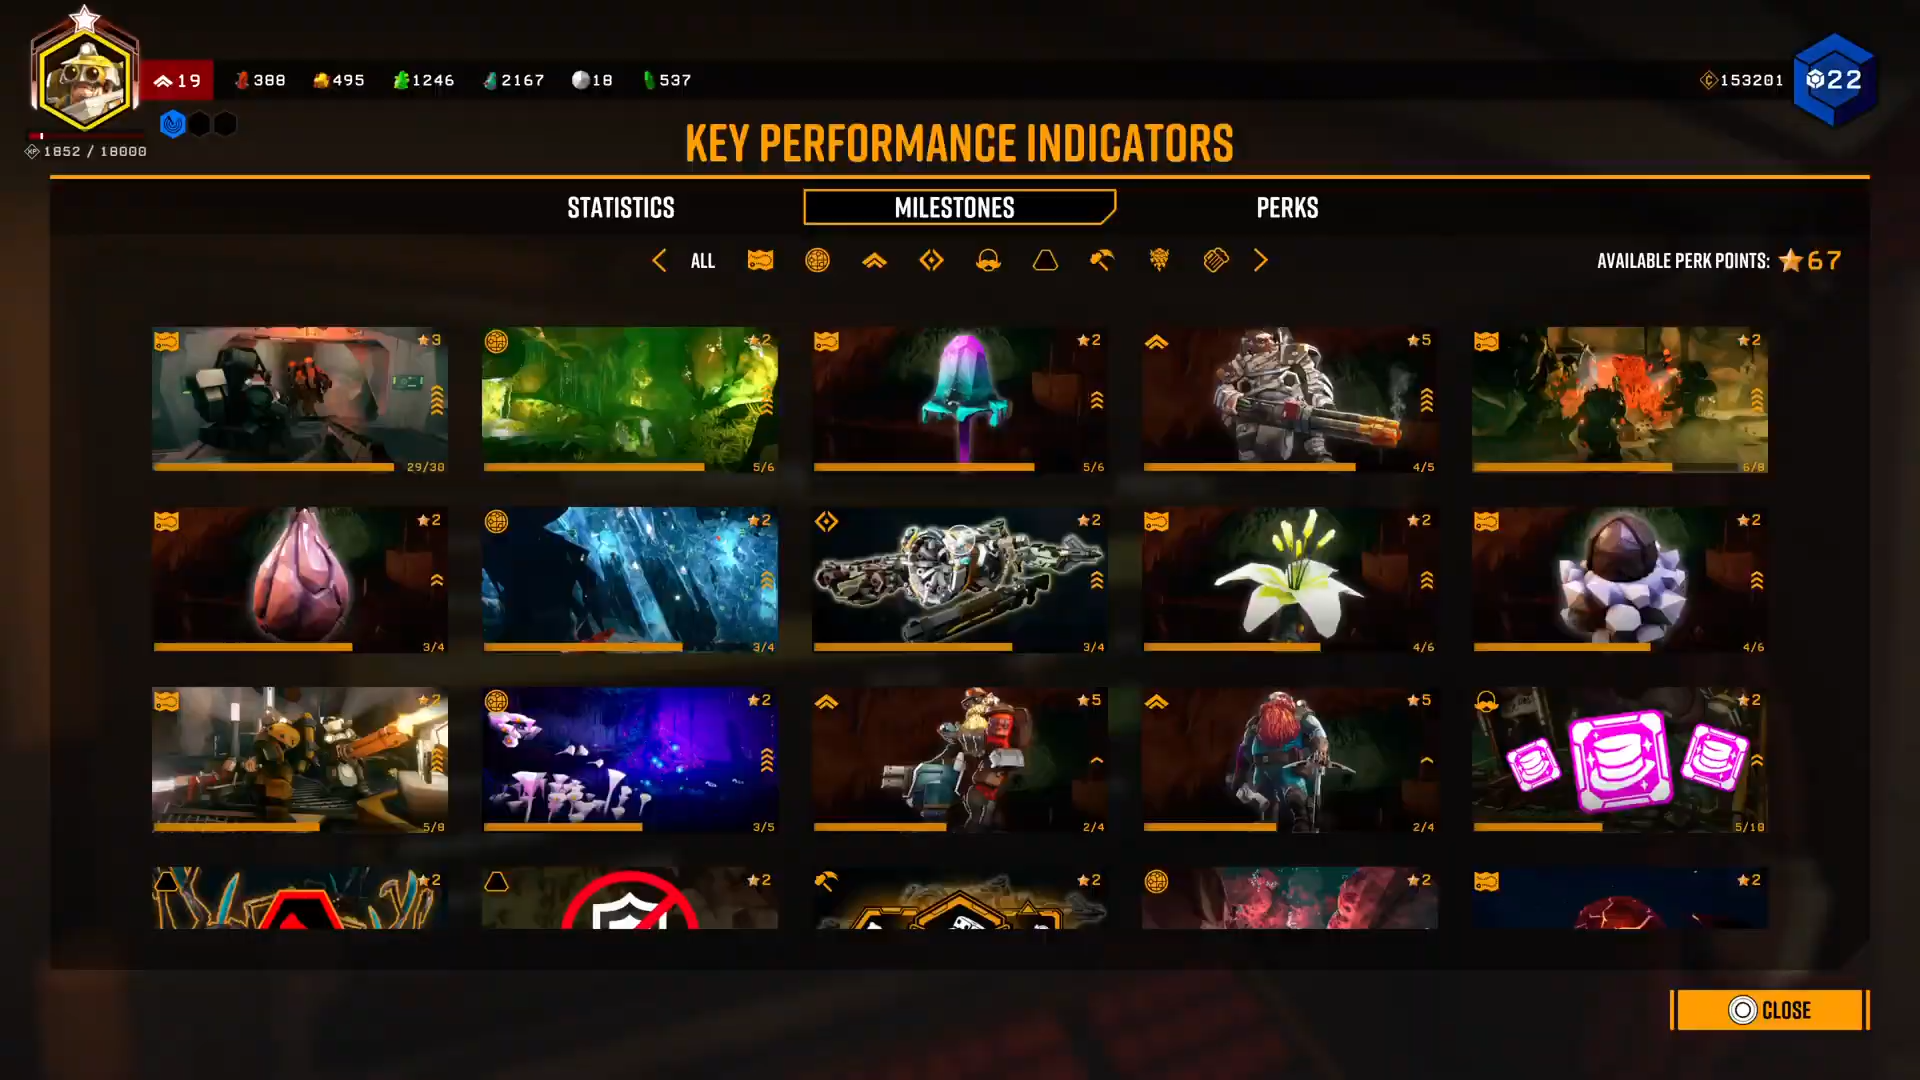 19 388 495 1246 2167 18 537 153201 22
XP 1852 / 18000
KEY PERFORMANCE INDICATORS
STATISTICS MILESTONES PERKS
ALL AVAILABLE PERK POINTS: 67
3 2 2 5 2
29/30 5/6 5/6 4/5 6/8
2 2 2 2 2
3/4 3/4 3/4 4/6 4/6
2 2 5 5 2
5/8 3/5 2/4 2/4 5/10
2 2 2 2 2
CLOSE